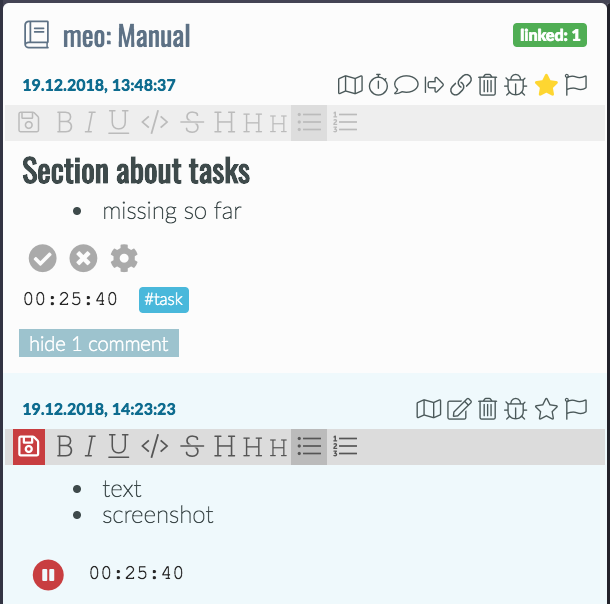 meo: Manual
linked: 1
19.12.2018, 13:48:37
B I U </> S H H H
Section about tasks
• missing so far
00:25:40 #task
hide 1 comment
19.12.2018, 14:23:23
B I U </> S H H H
• text
• screenshot
00:25:40